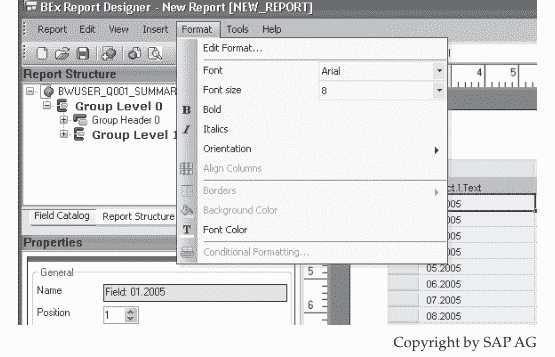 BEx Report Designer - New Report [NEW_REPORT]
Report Edit View Insert Format Tools Help
Edit Format...
Font Arial
Font size 8
B Bold
I Italics
Orientation
Align Columns
Borders
Background Color
T Font Color
Conditional Formatting...
Report Structure
BWUSER_Q001_SUMMAR
Group Level 0
Group Header 0
Group Level 1
Field Catalog Report Structure
Properties
General
Name Field: 01.2005
Position 1
4 5
5
6
ct.1.Text
2005
005
005
005
05.2005
06.2005
07.2005
08.2005
Copyright by SAP AG